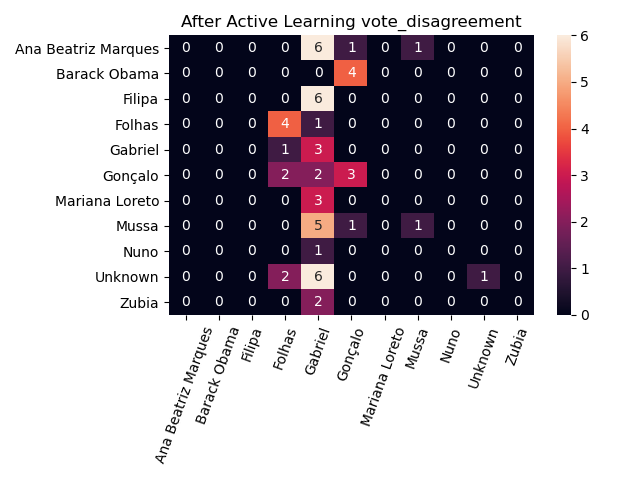 After Active Learning vote_disagreement
Ana Beatriz Marques 0 0 0 0 6 1 0 1 0 0 0
Barack Obama 0 0 0 0 0 4 0 0 0 0 0
Filipa 0 0 0 0 6 0 0 0 0 0 0
Folhas 0 0 0 4 1 0 0 0 0 0 0
Gabriel 0 0 0 1 3 0 0 0 0 0 0
Gonçalo 0 0 0 2 2 3 0 0 0 0 0
Mariana Loreto 0 0 0 0 3 0 0 0 0 0 0
Mussa 0 0 0 0 5 1 0 1 0 0 0
Nuno 0 0 0 0 1 0 0 0 0 0 0
Unknown 0 0 0 2 6 0 0 0 0 1 0
Zubia 0 0 0 0 2 0 0 0 0 0 0
Ana Beatriz Marques
Barack Obama
Filipa
Folhas
Gabriel
Gonçalo
Mariana Loreto
Mussa
Nuno
Unknown
Zubia
6
5
4
3
2
1
0